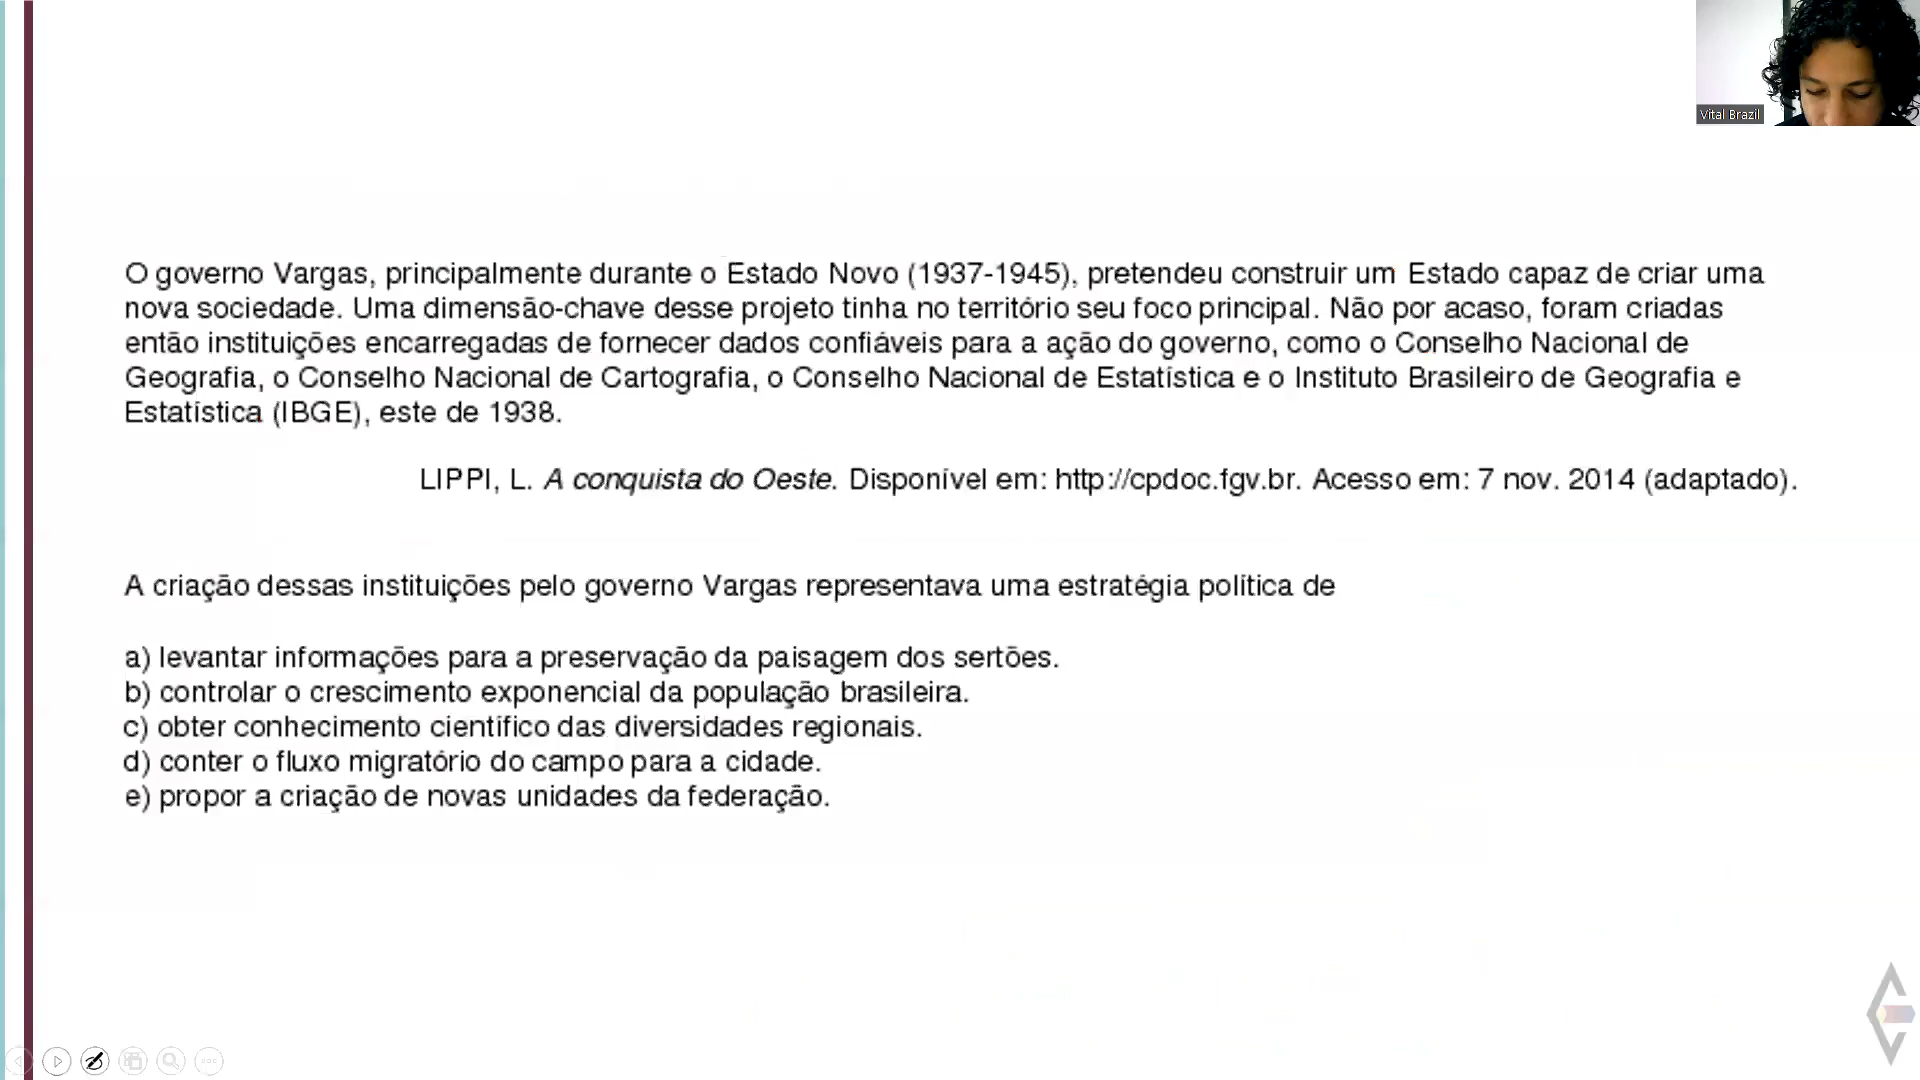 Vital Brazil
O governo Vargas, principalmente durante o Estado Novo (1937-1945), pretendeu construir um Estado capaz de criar uma
nova sociedade. Uma dimensão-chave desse projeto tinha no território seu foco principal. Não por acaso, foram criadas
então instituições encarregadas de fornecer dados confiáveis para a ação do governo, como o Conselho Nacional de
Geografia, o Conselho Nacional de Cartografia, o Conselho Nacional de Estatística e o Instituto Brasileiro de Geografia e
Estatística (IBGE), este de 1938.
LIPPI, L. A conquista do Oeste. Disponível em: http://cpdoc.fgv.br. Acesso em: 7 nov. 2014 (adaptado).
A criação dessas instituições pelo governo Vargas representava uma estratégia política de
a) levantar informações para a preservação da paisagem dos sertões.
b) controlar o crescimento exponencial da população brasileira.
c) obter conhecimento científico das diversidades regionais.
d) conter o fluxo migratório do campo para a cidade.
e) propor a criação de novas unidades da federação.